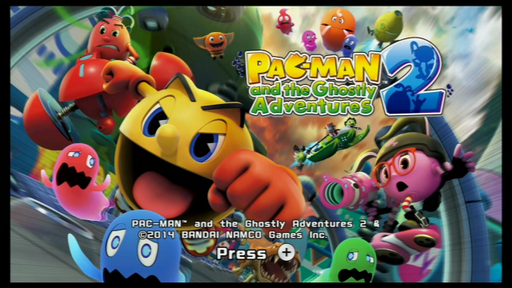 PAC-MAN
and the Ghostly
Adventures 2
PAC-MAN™ and the Ghostly Adventures 2 &
©2014 BANDAI NAMCO Games Inc.
Press +